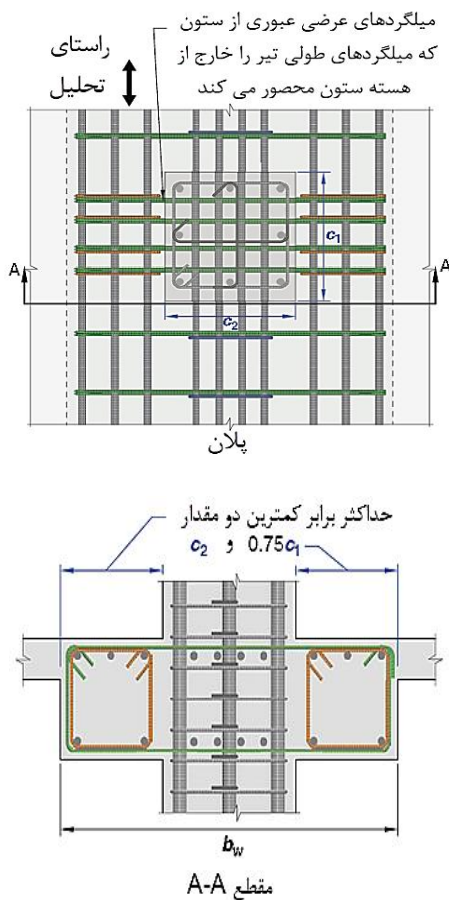 میلگردهای عرضی عبوری از ستون
که میلگردهای طولی تیر را خارج از
هسته ستون محصور می کند
راستای
تحلیل
c1
A
A
c2
پلان
حداکثر برابر کمترین دو مقدار
0.75c1 و c2
bw
مقطع A-A